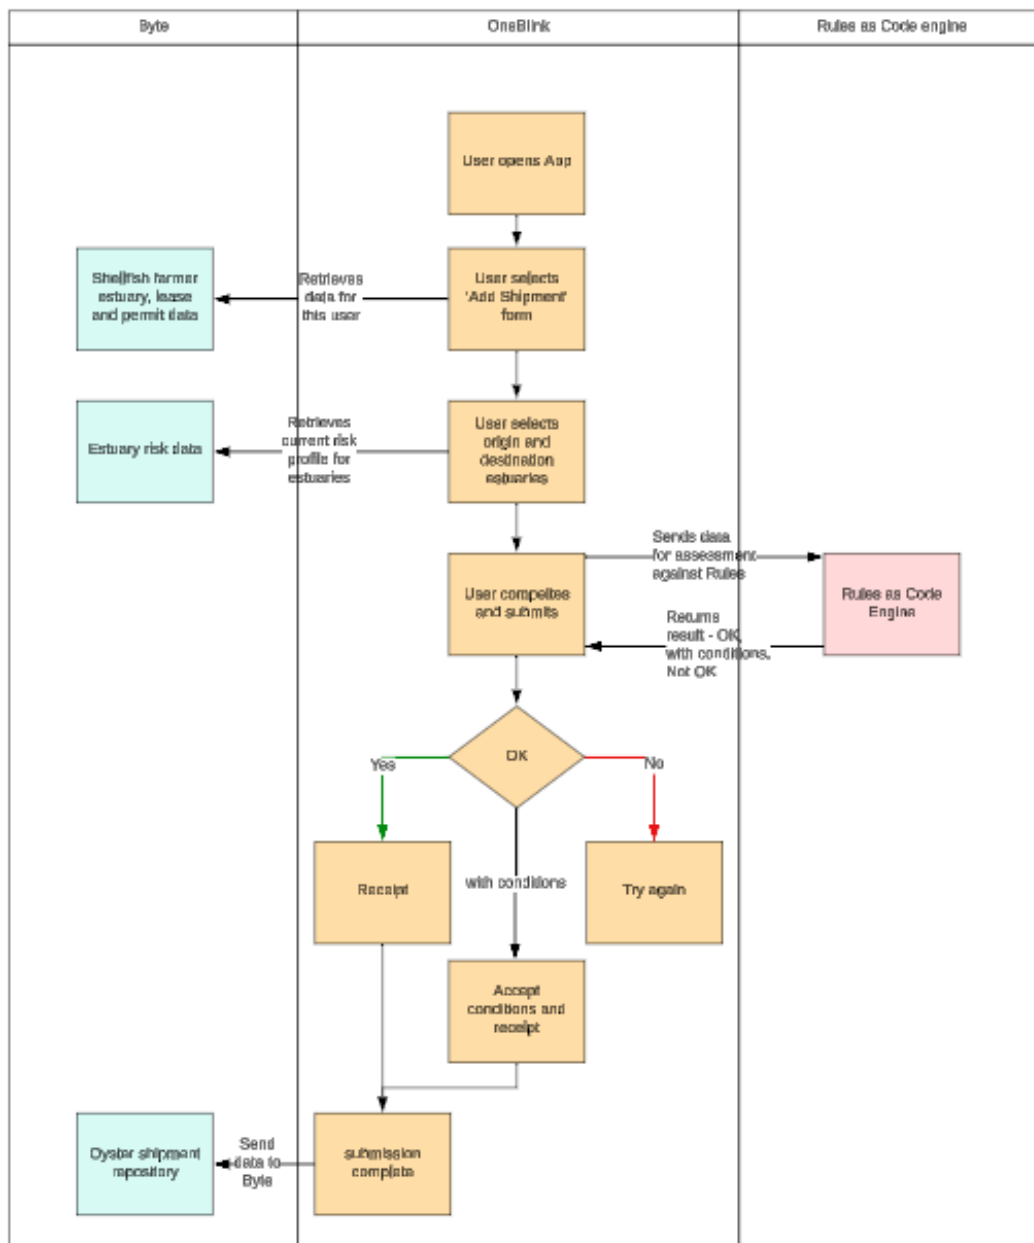 Byte
OneBlink
Rules as Code engine
User opens App
Shellfish farmer
estuary, lease
and permit data
Retrieves
data for
this user
User selects
'Add Shipment'
form
Estuary risk data
Retrieves
current risk
profile for
estuaries
User selects
origin and
destination
estuaries
Sends data
for assessment
against Rules
User compeltes
and submits
Rules as Code
Engine
Returns
result - OK,
with conditions,
Not OK
OK
Yes
No
Receipt
with conditions
Try again
Accept
conditions and
receipt
Oyster shipment
repository
Send
data to
Byte
submission
complete